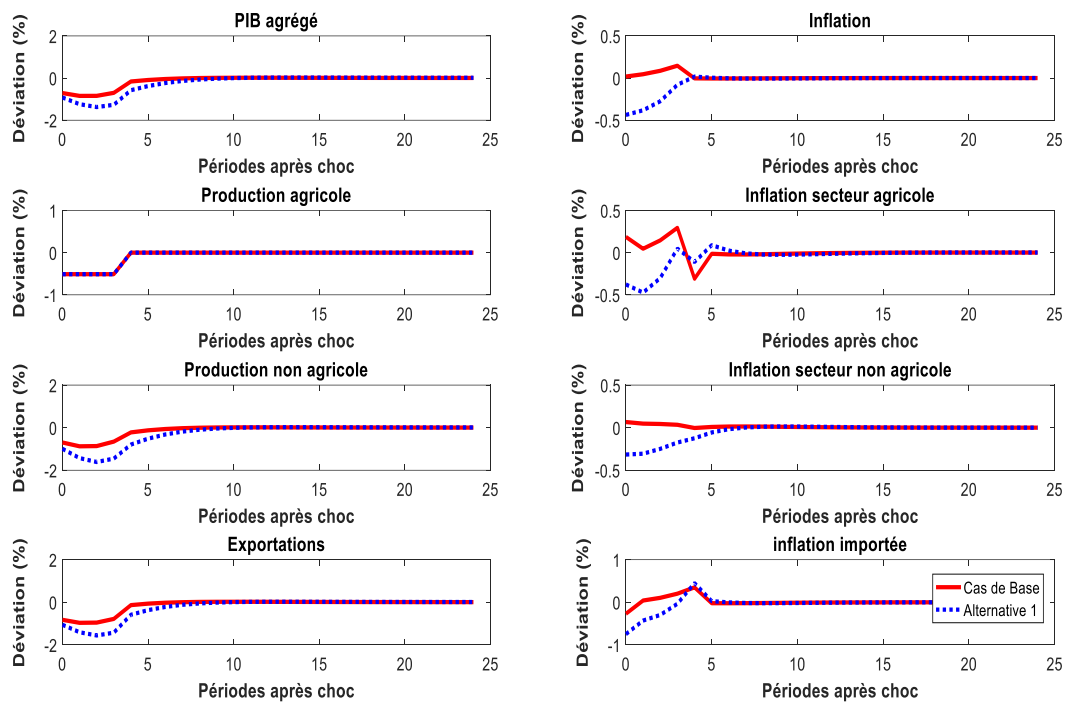 PIB agrégé
Déviation (%)
2
0
-2
0 5 10 15 20 25
Périodes après choc
Inflation
Déviation (%)
0.5
0
-0.5
0 5 10 15 20 25
Périodes après choc
Production agricole
Déviation (%)
1
0
-1
0 5 10 15 20 25
Périodes après choc
Inflation secteur agricole
Déviation (%)
0.5
0
-0.5
0 5 10 15 20 25
Périodes après choc
Production non agricole
Déviation (%)
2
0
-2
0 5 10 15 20 25
Périodes après choc
Inflation secteur non agricole
Déviation (%)
0.5
0
-0.5
0 5 10 15 20 25
Périodes après choc
Exportations
Déviation (%)
2
0
-2
0 5 10 15 20 25
Périodes après choc
inflation importée
Déviation (%)
1
0
-1
0 5 10 15 20 25
Périodes après choc
Cas de Base
Alternative 1